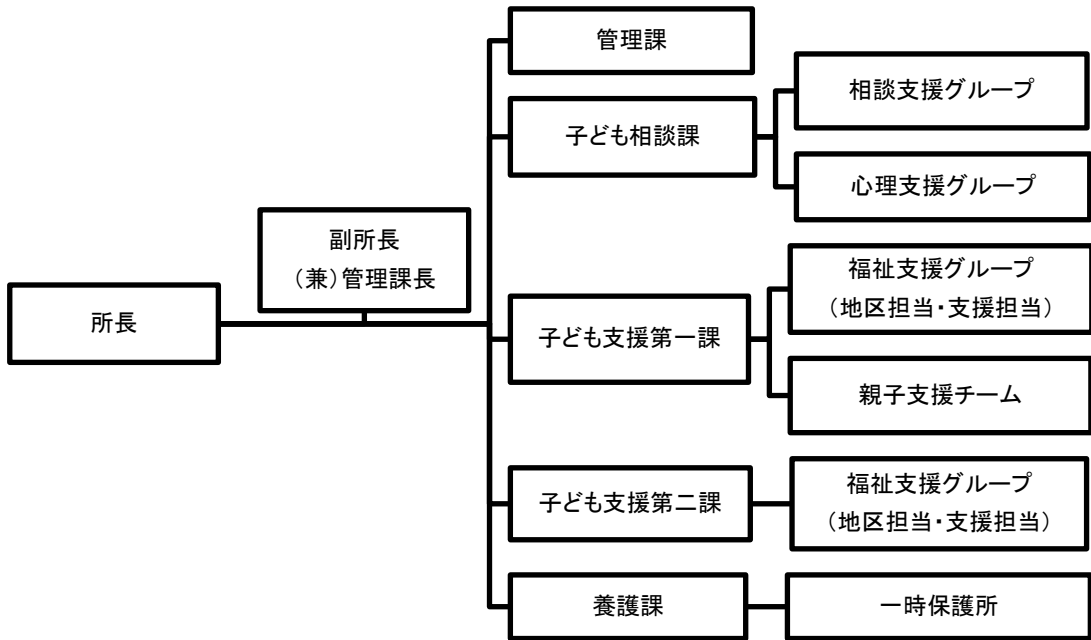 所長
副所長
(兼)管理課長
管理課
子ども相談課
相談支援グループ
心理支援グループ
子ども支援第一課
福祉支援グループ
(地区担当・支援担当)
親子支援チーム
子ども支援第二課
福祉支援グループ
(地区担当・支援担当)
養護課
一時保護所